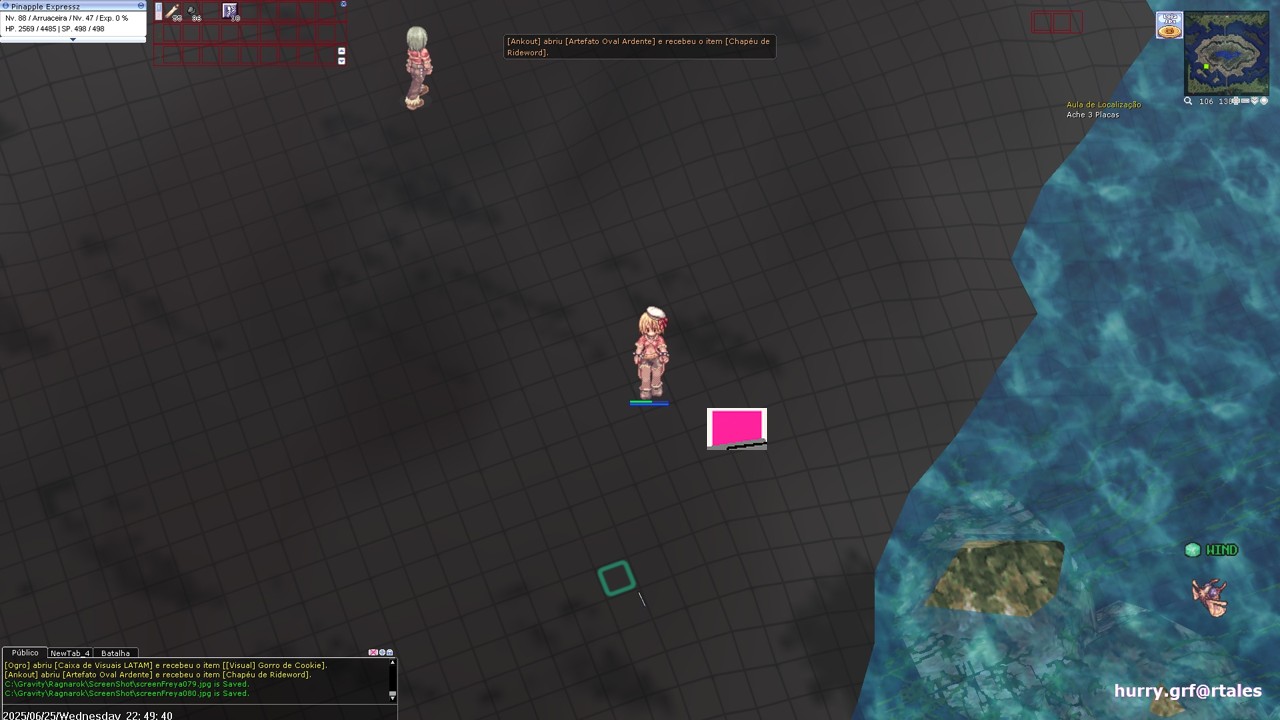 Pinapple Expressz
Nv. 88 / Arruaceira / Nv. 47 / Exp. 0 %
HP. 2569 / 4485 | SP. 498 / 498
[Ankout] abriu [Artefato Oval Ardente] e recebeu o item [Chapéu de
Rideword].
Aula de Localização
Ache 3 Placas
WIND
Público
NewTab_4
Batalha
[Ogro] abriu [Caixa de Visuais LATAM] e recebeu o item [[Visual] Gorro de Cookie].
[Ankout] abriu [Artefato Oval Ardente] e recebeu o item [Chapéu de Rideword].
C:\Gravity\Ragnarok\ScreenShot\screenFreya079.jpg is Saved.
C:\Gravity\Ragnarok\ScreenShot\screenFreya080.jpg is Saved.
2025/06/25/Wednesday 22:49:40
hurry.grf@rtales